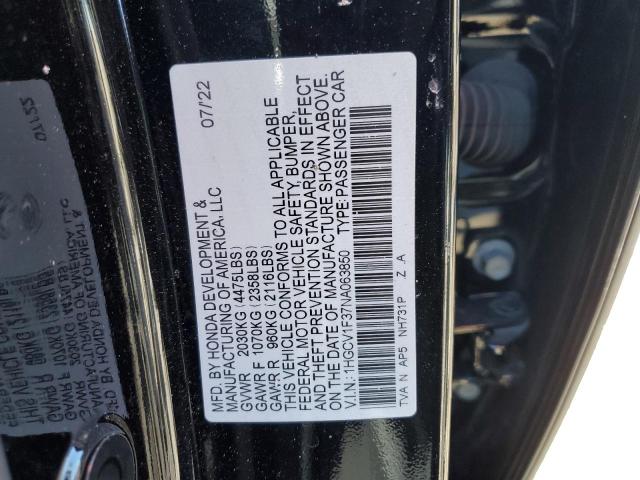 MFD. BY HONDA DEVELOPMENT & 07/22
MANUFACTURING OF AMERICA, LLC
GVWR 2030KG (4475LBS)
GAWR F 1070KG (2358LBS)
GAWR R 960KG (2116LBS)
THIS VEHICLE CONFORMS TO ALL APPLICABLE
FEDERAL MOTOR VEHICLE SAFETY, BUMPER,
AND THEFT PREVENTION STANDARDS IN EFFECT
ON THE DATE OF MANUFACTURE SHOWN ABOVE.
V.I.N.: 1HGCV1F37NA063850 TYPE: PASSENGER CAR
TVA N AP5 NH731P Z A